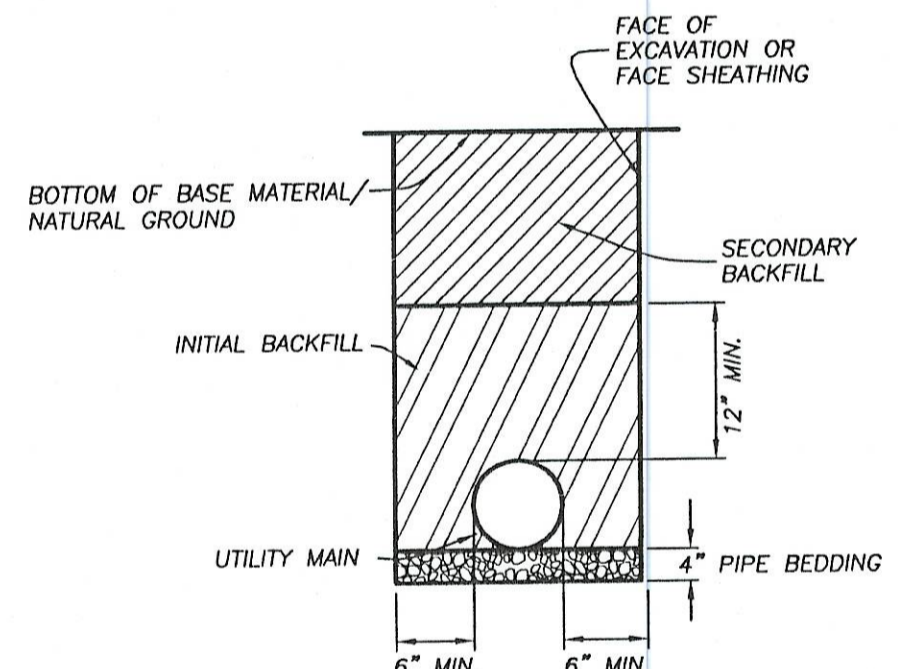 FACE OF
EXCAVATION OR
FACE SHEATHING
BOTTOM OF BASE MATERIAL/
NATURAL GROUND
SECONDARY
BACKFILL
INITIAL BACKFILL
12" MIN.
UTILITY MAIN
4" PIPE BEDDING
6" MIN
6" MIN